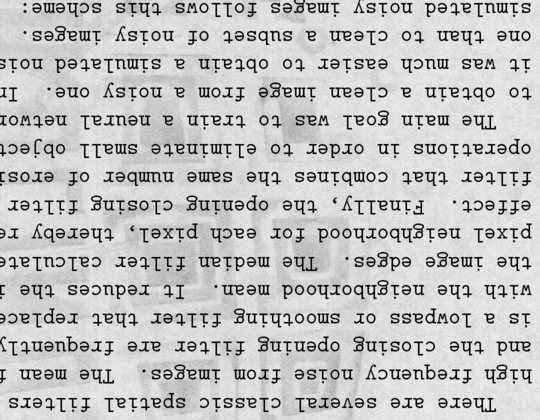 There are several classic spatial filters
high frequency noise from images. The mean f
and the closing opening filter are frequently
is a lowpass or smoothing filter that replace
with the neighborhood mean. It reduces the i
the image edges. The median filter calculate
pixel neighborhood for each pixel, thereby re
effect. Finally, the opening closing filter
filter that combines the same number of erosi
operations in order to eliminate small object
The main goal was to train a neural networ
to obtain a clean image from a noisy one. In
it was much easier to obtain a simulated nois
one than to clean a subset of noisy images.
simulated noisy images follows this scheme: